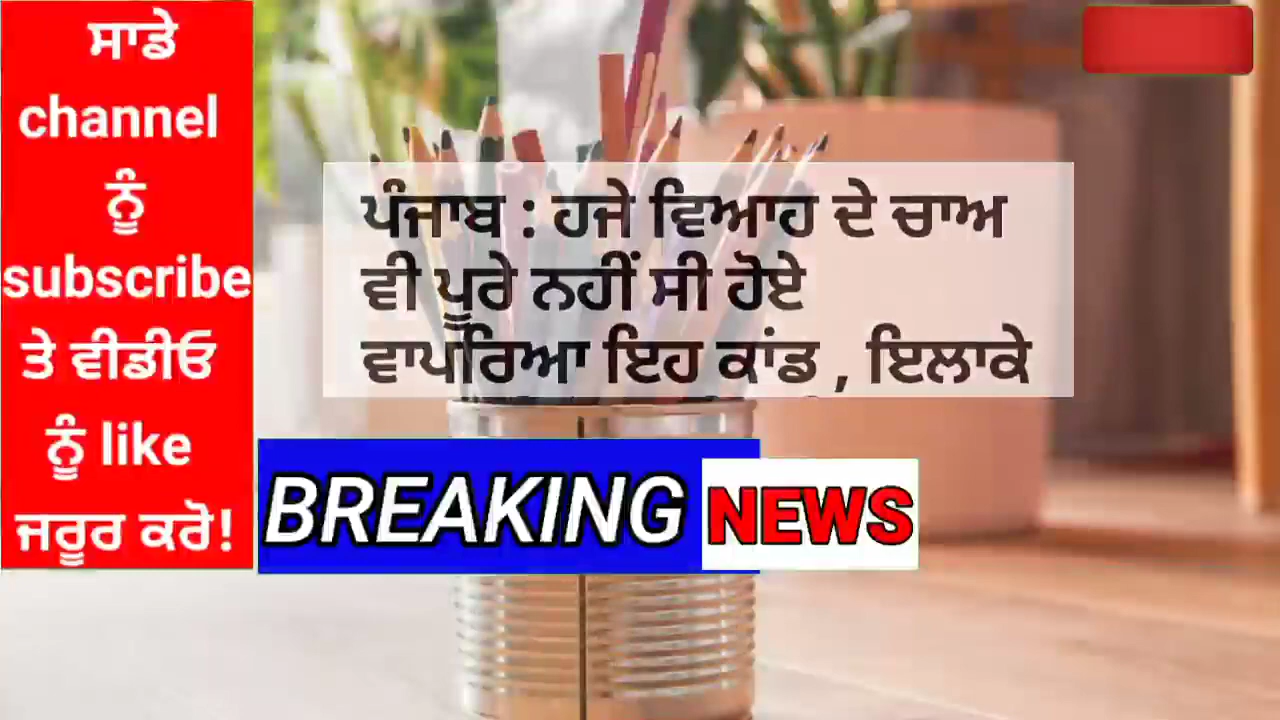 ਸਾਡੇ
channel
ਨੂੰ
subscribe
ਤੇ ਵੀਡੀਓ
ਨੂੰ like
ਜਰੂਰ ਕਰੋ!
ਪੰਜਾਬ : ਹਜੇ ਵਿਆਹ ਦੇ ਚਾਅ
ਵੀ ਪੂਰੇ ਨਹੀਂ ਸੀ ਹੋਏ
ਵਾਪਰਿਆ ਇਹ ਕਾਂਡ , ਇਲਾਕੇ
BREAKING NEWS